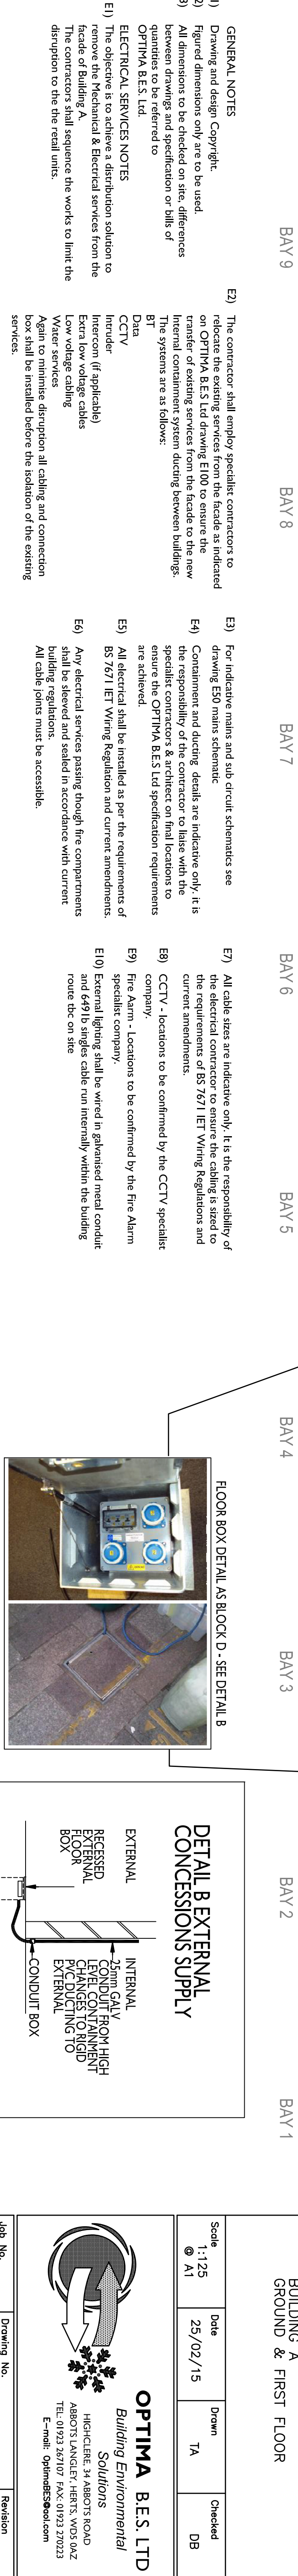 BAY 9
BAY 8
BAY 7
BAY 6
BAY 5
BAY 4
BAY 3
BAY 2
BAY 1
GENERAL NOTES
1) Drawing and design Copyright.
2) Figured dimensions only are to be used.
3) All dimensions to be checked on site, differences
between drawings and specification or bills of
quantities to be referred to
OPTIMA B.E.S. Ltd.
ELECTRICAL SERVICES NOTES
E1) The objective is to achieve a distribution solution to
remove the Mechanical & Electrical services from the
facade of Building A.
The contractors shall sequence the works to limit the
disruption to the the retail units.
E2) The contractor shall employ specialist contractors to
relocate the existing services from the facade as indicated
on OPTIMA B.E.S Ltd drawing E100 to ensure the
transfer of existing services from the facade to the new
Internal containment system ducting between buildings.
The systems are as follows:
BT
Data
CCTV
Intruder
Intercom (if applicable)
Extra low voltage cables
Low voltage cabling
Water services
Again to minimise disruption all cabling and connection
box shall be installed before the isolation of the existing
services.
E3) For indicative mains and sub circuit schematics see
drawing E50 mains schematic
E4) Containment and ducting details are indicative only. it is
the responsibility of the contractor to liaise with the
specialist contractors & architect on final locations to
ensure the OPTIMA B.E.S Ltd specification requirements
are achieved.
E5) All electrical shall be installed as per the requirements of
BS 7671 IET Wiring Regulation and current amendments.
E6) Any electrical services passing though fire compartments
shall be sleeved and sealed in accordance with current
building regulations.
All cable joints must be accessible.
E7) All cable sizes are indicative only. It is the responsibility of
the electrical contractor to ensure the cabling is sized to
the requirements of BS 7671 IET Wiring Regulations and
current amendments.
E8) CCTV - locations to be confirmed by the CCTV specialist
company.
E9) Fire Aarm - Locations to be confirmed by the Fire Alarm
specialist company.
E10) External lighting shall be wired in galvanised metal conduit
and 6491b singles cable run internally within the buiding
route tbc on site
FLOOR BOX DETAIL AS BLOCK D - SEE DETAIL B
DETAIL B EXTERNAL
CONCESSIONS SUPPLY
EXTERNAL
INTERNAL
RECESSED
EXTERNAL
FLOOR
BOX
25mm GALV
CONDUIT FROM HIGH
LEVEL CONTAINMENT
CHANGES TO RIGID
PVC DUCTING TO
EXTERNAL
CONDUIT BOX
BUILDING A
GROUND & FIRST FLOOR
Scale
1:125
@ A1
Date
25/02/15
Drawn
TA
Checked
DB
OPTIMA B.E.S. LTD
Building Environmental
Solutions
HIGHCLERE, 34 ABBOTS ROAD
ABBOTS LANGLEY, HERTS, WD5 0AZ
TEL: 01923 267107 FAX: 01923 270223
E-mail: OptimaBES@aol.com
Job No.
Drawing No.
Revision